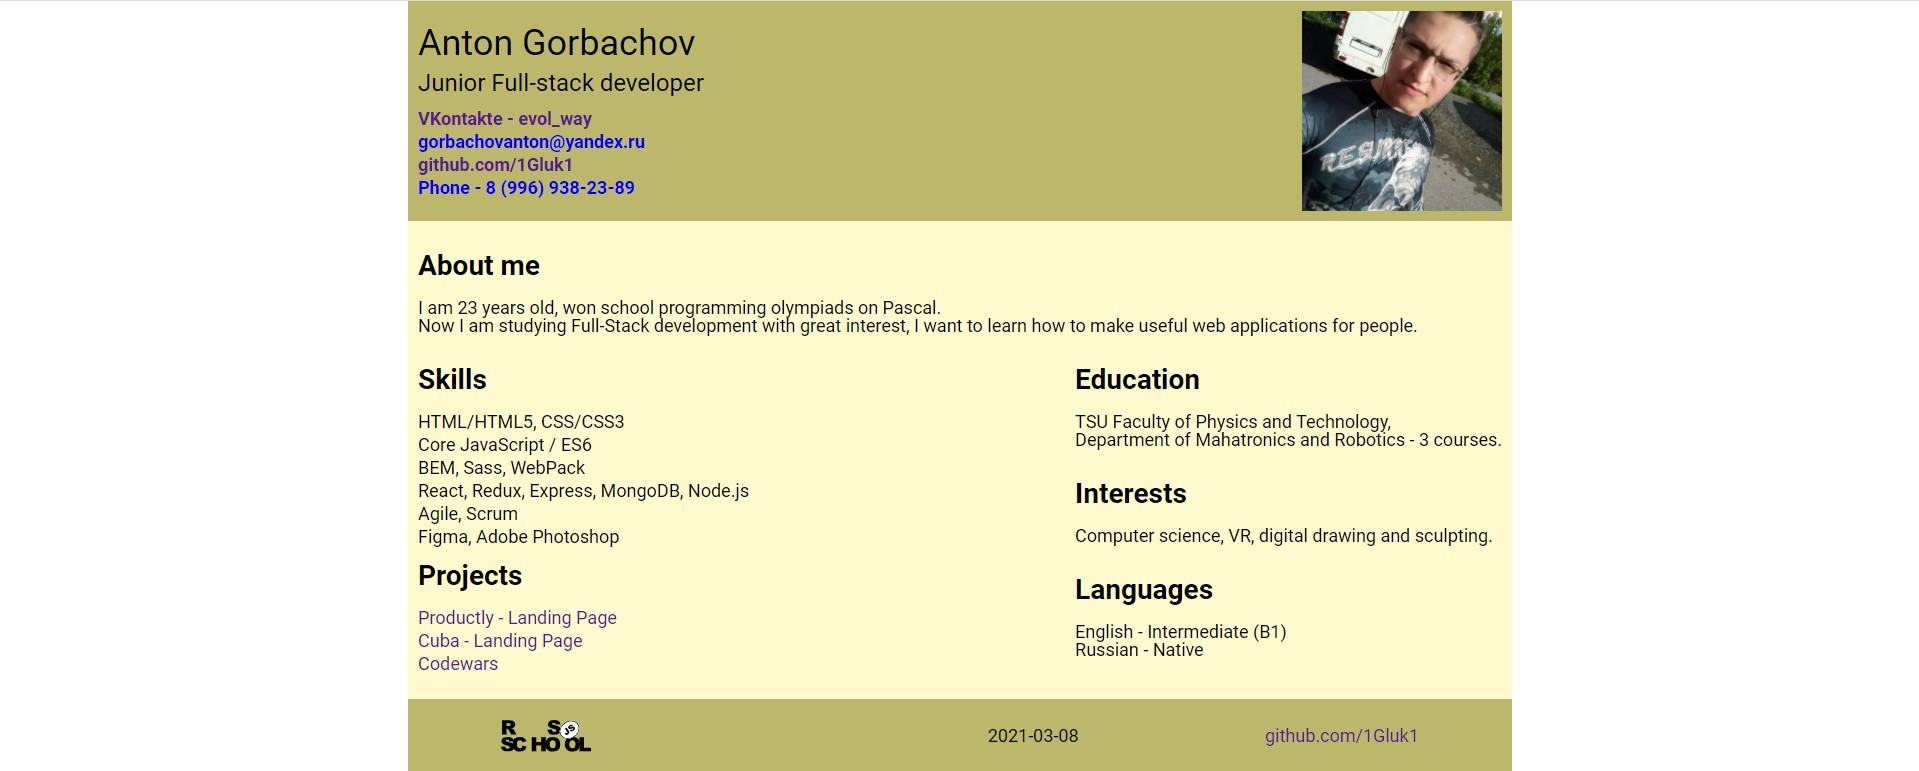 Anton Gorbachov
Junior Full-stack developer
VKontakte - evol_way
gorbachovanton@yandex.ru
github.com/1Gluk1
Phone - 8 (996) 938-23-89
About me
I am 23 years old, won school programming olympiads on Pascal.
Now I am studying Full-Stack development with great interest, I want to learn how to make useful web applications for people.
Skills
HTML/HTML5, CSS/CSS3
Core JavaScript / ES6
BEM, Sass, WebPack
React, Redux, Express, MongoDB, Node.js
Agile, Scrum
Figma, Adobe Photoshop
Projects
Productly - Landing Page
Cuba - Landing Page
Codewars
Education
TSU Faculty of Physics and Technology,
Department of Mahatronics and Robotics - 3 courses.
Interests
Computer science, VR, digital drawing and sculpting.
Languages
English - Intermediate (B1)
Russian - Native
R S JS
SCHOOL
2021-03-08
github.com/1Gluk1